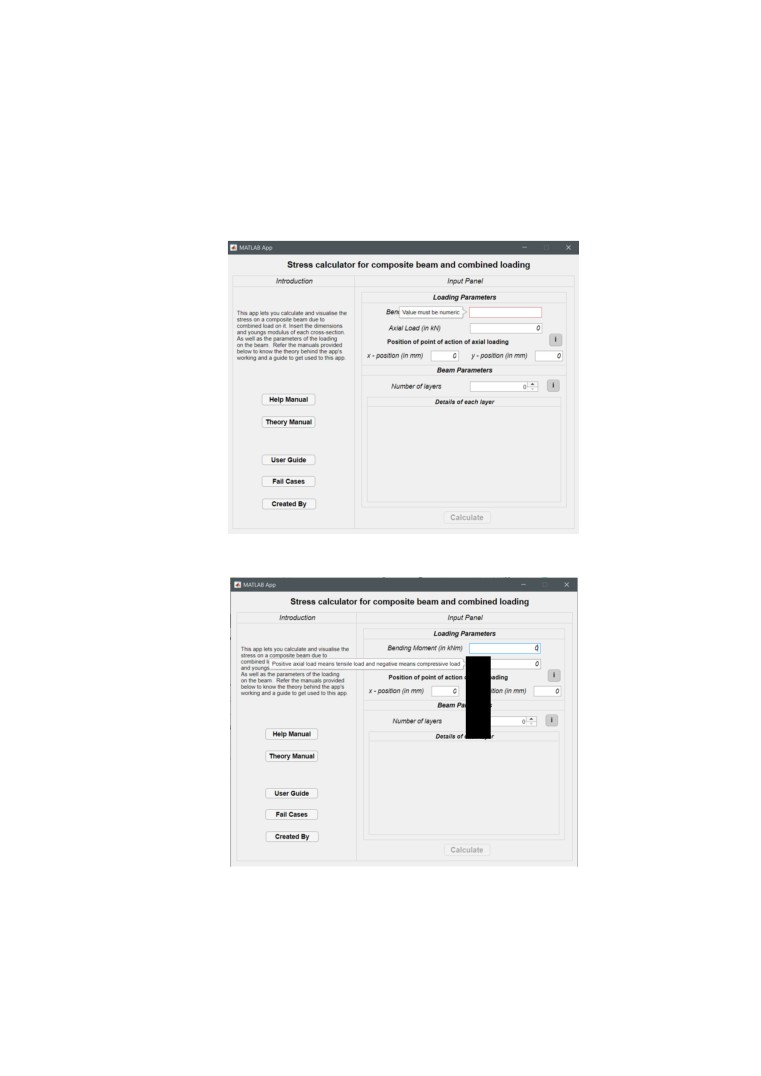 MATLAB App
Stress calculator for composite beam and combined loading
Introduction
This app lets you calculate and visualise the
stress on a composite beam due to
combined load on it. Insert the dimensions
and youngs modulus of each cross-section.
As well as the parameters of the loading
on the beam. Refer the manuals provided
below to know the theory behind the app's
working and a guide to get used to this app.
Help Manual
Theory Manual
User Guide
Fail Cases
Created By
Input Panel
Loading Parameters
Value must be numeric
Axial Load (in kN) 0
Position of point of action of axial loading i
x - position (in mm) 0 y - position (in mm) 0
Beam Parameters
Number of layers 0 i
Details of each layer
Calculate
MATLAB App
Stress calculator for composite beam and combined loading
Introduction
This app lets you calculate and visualise the
stress on a composite beam due to
combined
and youngs
As well as the parameters of the loading
on the beam. Refer the manuals provided
below to know the theory behind the app's
working and a guide to get used to this app.
Help Manual
Theory Manual
User Guide
Fail Cases
Created By
Input Panel
Loading Parameters
Bending Moment (in kNm) 0
Positive axial load means tensile load and negative means compressive load 0
Position of point of action i
x - position (in mm) 0 (in mm) 0
Beam
Number of layers 0 i
Details of
Calculate